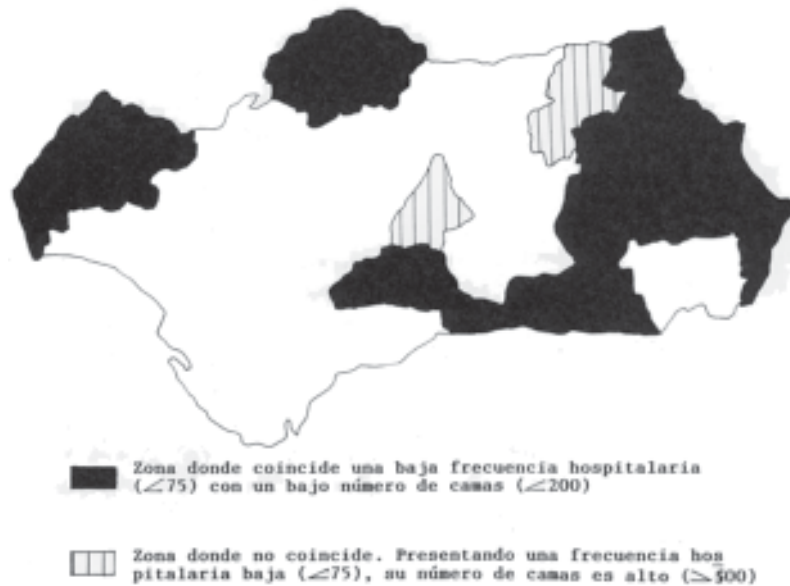 Zona donde coincide una baja frecuencia hospitalaria
(∠75) con un bajo número de camas (∠200)
Zona donde no coincide. Presentando una frecuencia hos
pitalaria baja (∠75), su número de camas es alto (>500)